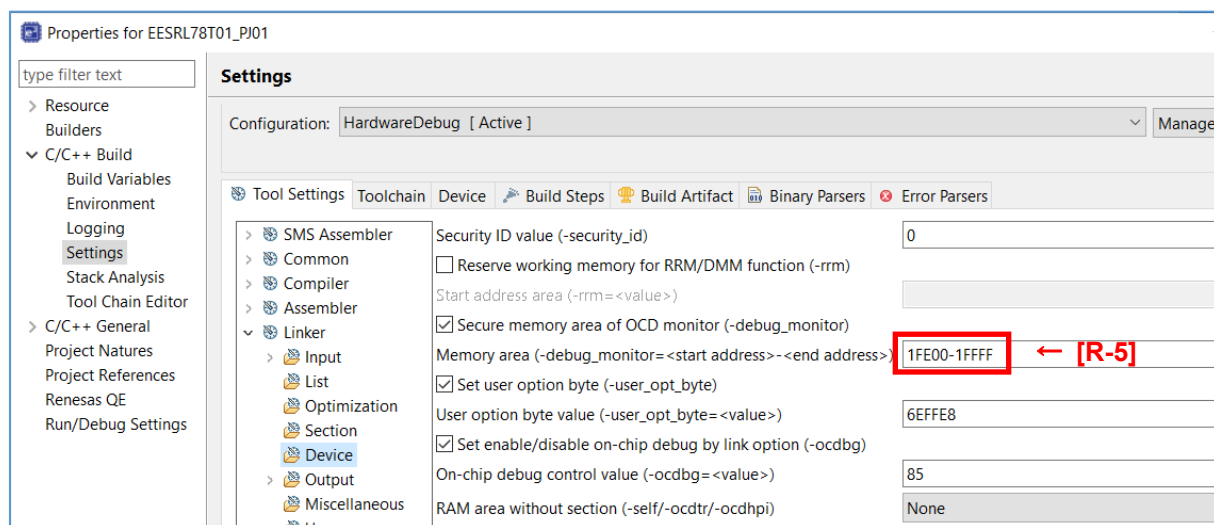 Properties for EESRL78T01_PJ01
type filter text
Resource
Builders
C/C++ Build
Build Variables
Environment
Logging
Settings
Stack Analysis
Tool Chain Editor
C/C++ General
Project Natures
Project References
Renesas QE
Run/Debug Settings
Settings
Configuration: HardwareDebug [ Active ] Manage
Tool Settings Toolchain Device Build Steps Build Artifact Binary Parsers Error Parsers
SMS Assembler
Common
Compiler
Assembler
Linker
Input
List
Optimization
Section
Device
Output
Miscellaneous
Security ID value (-security_id) 0
Reserve working memory for RRM/DMM function (-rrm)
Start address area (-rrm=<value>)
Secure memory area of OCD monitor (-debug_monitor)
Memory area (-debug_monitor=<start address>-<end address>) 1FE00-1FFFF ← [R-5]
Set user option byte (-user_opt_byte)
User option byte value (-user_opt_byte=<value>) 6EFFE8
Set enable/disable on-chip debug by link option (-ocdbg)
On-chip debug control value (-ocdbg=<value>) 85
RAM area without section (-self/-ocdtr/-ocdhpi) None